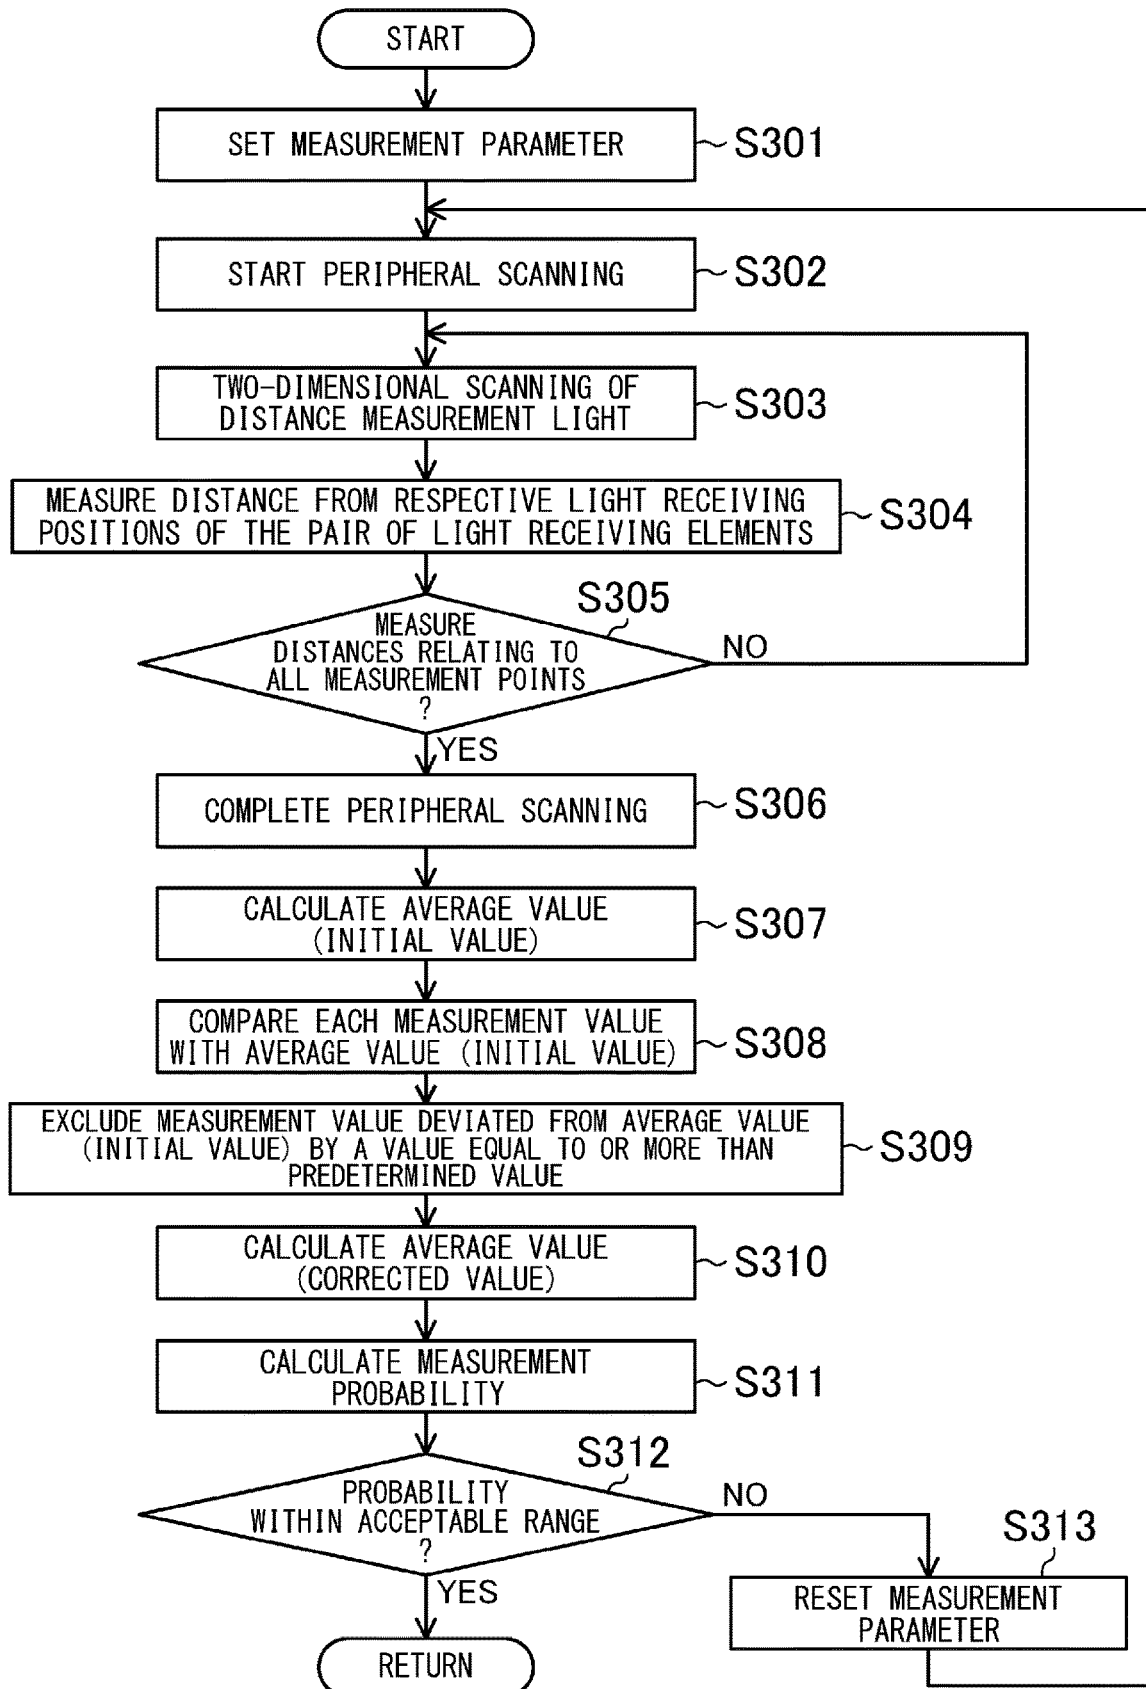 START
SET MEASUREMENT PARAMETER
S301
START PERIPHERAL SCANNING
S302
TWO-DIMENSIONAL SCANNING OF
DISTANCE MEASUREMENT LIGHT
S303
MEASURE DISTANCE FROM RESPECTIVE LIGHT RECEIVING
POSITIONS OF THE PAIR OF LIGHT RECEIVING ELEMENTS
S304
S305
MEASURE
DISTANCES RELATING TO
ALL MEASUREMENT POINTS
?
NO
YES
COMPLETE PERIPHERAL SCANNING
S306
CALCULATE AVERAGE VALUE
(INITIAL VALUE)
S307
COMPARE EACH MEASUREMENT VALUE
WITH AVERAGE VALUE (INITIAL VALUE)
S308
EXCLUDE MEASUREMENT VALUE DEVIATED FROM AVERAGE VALUE
(INITIAL VALUE) BY A VALUE EQUAL TO OR MORE THAN
PREDETERMINED VALUE
S309
CALCULATE AVERAGE VALUE
(CORRECTED VALUE)
S310
CALCULATE MEASUREMENT
PROBABILITY
S311
S312
PROBABILITY
WITHIN ACCEPTABLE RANGE
?
NO
YES
S313
RESET MEASUREMENT
PARAMETER
RETURN